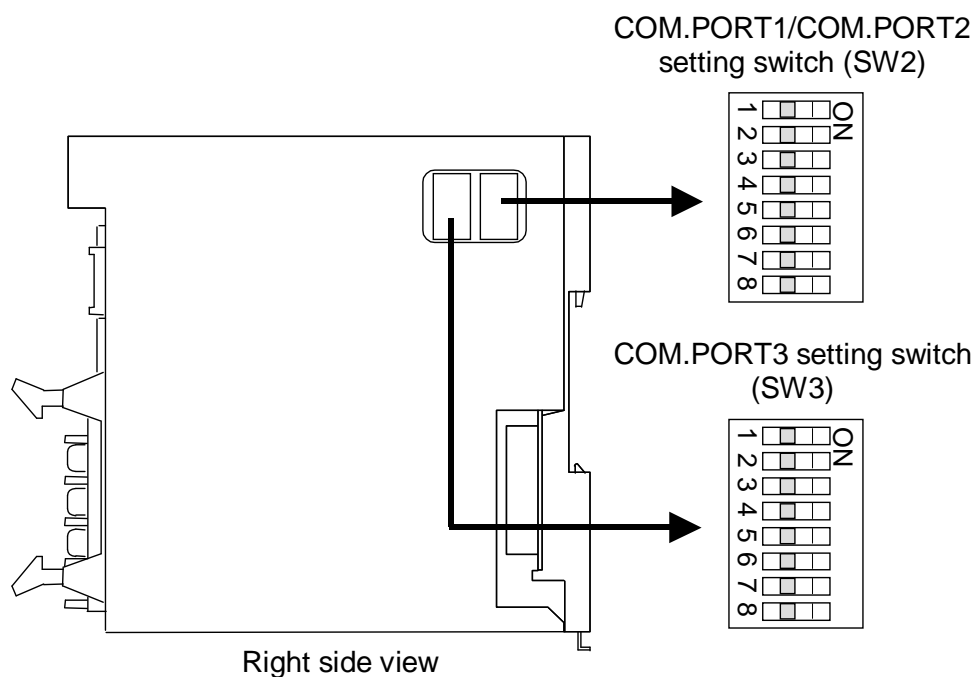 COM.PORT1/COM.PORT2
setting switch (SW2)
1
2
3
4
5
6
7
8
ON
COM.PORT3 setting switch
(SW3)
1
2
3
4
5
6
7
8
ON
Right side view